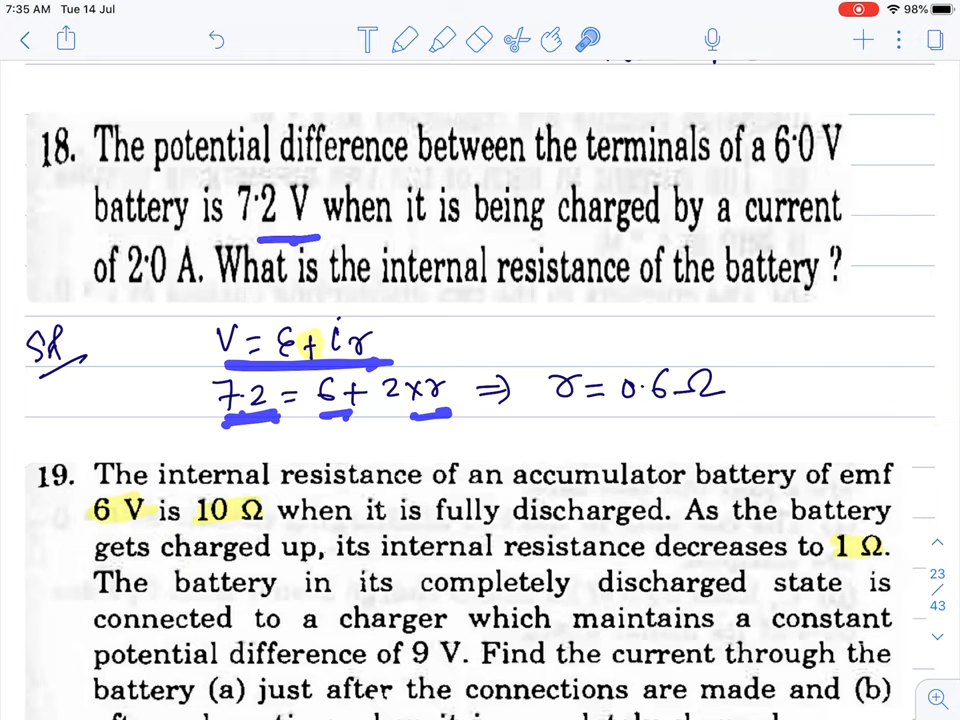 7:35 AM Tue 14 Jul
98%
18. The potential difference between the terminals of a 6·0 V
battery is 7·2 V when it is being charged by a current
of 2·0 A. What is the internal resistance of the battery ?
Sol
V = ε + i r
7.2 = 6 + 2 × r ⇒ r = 0.6 Ω
19. The internal resistance of an accumulator battery of emf
6 V is 10 Ω when it is fully discharged. As the battery
gets charged up, its internal resistance decreases to 1 Ω.
The battery in its completely discharged state is
connected to a charger which maintains a constant
potential difference of 9 V. Find the current through the
battery (a) just after the connections are made and (b)
23
/
43